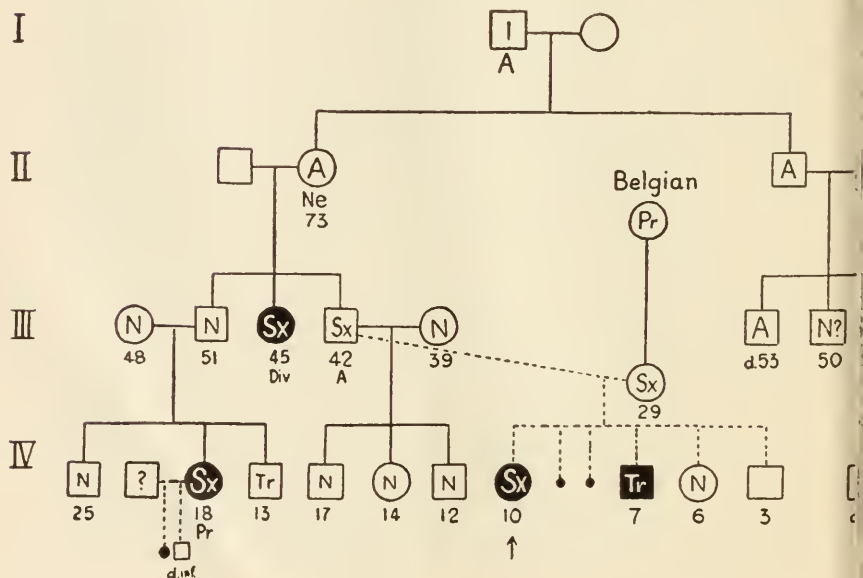 I
I
A
II
A
A
Belgian
Ne
73
Pr
III
N
N
Sx
Sx
N
A
N?
48
51
45
42
39
d.53
50
Div
A
Sx
29
IV
N
?
Sx
Tr
N
N
N
Sx
Tr
N
25
18
13
17
14
12
10
7
6
3
Pr
d.inf.